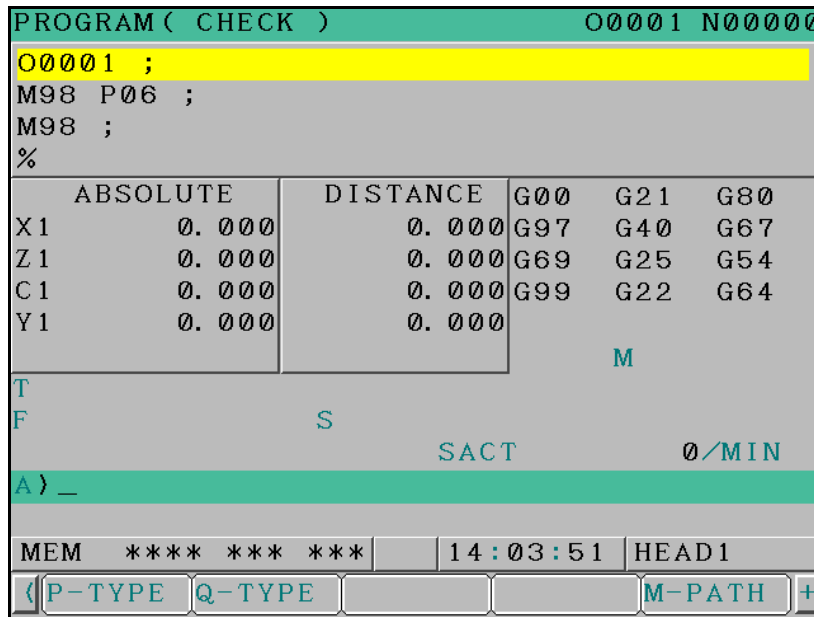 PROGRAM( CHECK ) O0001 N00000
O0001 ;
M98 P06 ;
M98 ;
%
ABSOLUTE DISTANCE G00 G21 G80
X1 0.000 0.000 G97 G40 G67
Z1 0.000 0.000 G69 G25 G54
C1 0.000 0.000 G99 G22 G64
Y1 0.000 0.000
M
T
F S
SACT 0/MIN
A)_
MEM **** *** *** 14:03:51 HEAD1
( P-TYPE Q-TYPE M-PATH +